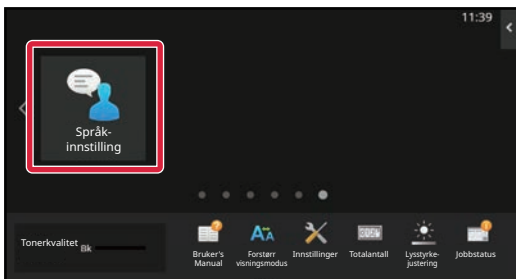 11:39
Språk-
innstilling
Tonerkvalitet
Bk
Bruker's
Manual
Forstørr
visningsmodus
Innstillinger
Totalantall
Lysstyrke-
justering
Jobbstatus